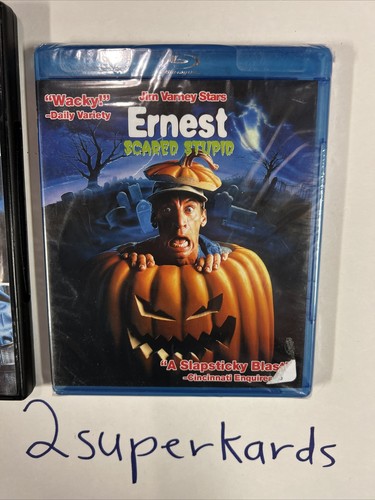 "Wacky!"
-Daily Variety
Jim Varney Stars
Ernest
SCARED STUPID
"A Slapsticky Blast"
-Cincinnati Enquirer
2superkards